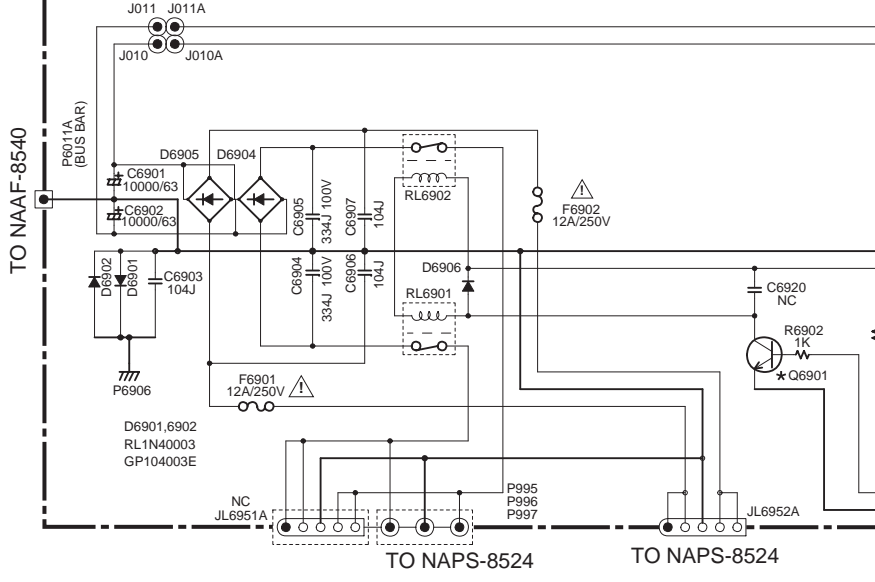 J011 J011A
J010 J010A
P6011A
(BUS BAR)
TO NAAF-8540
D6905 D6904
+
C6901
10000/63
+
C6902
10000/63
C6905
334J 100V
C6907
104J
RL6902
F6902
12A/250V
!
D6902
D6901
C6903
104J
C6904
334J 100V
C6906
104J
D6906
RL6901
C6920
NC
R6902
1K
*Q6901
P6906
F6901
12A/250V
!
D6901,6902
RL1N40003
GP104003E
NC
JL6951A
P995
P996
P997
JL6952A
TO NAPS-8524
TO NAPS-8524